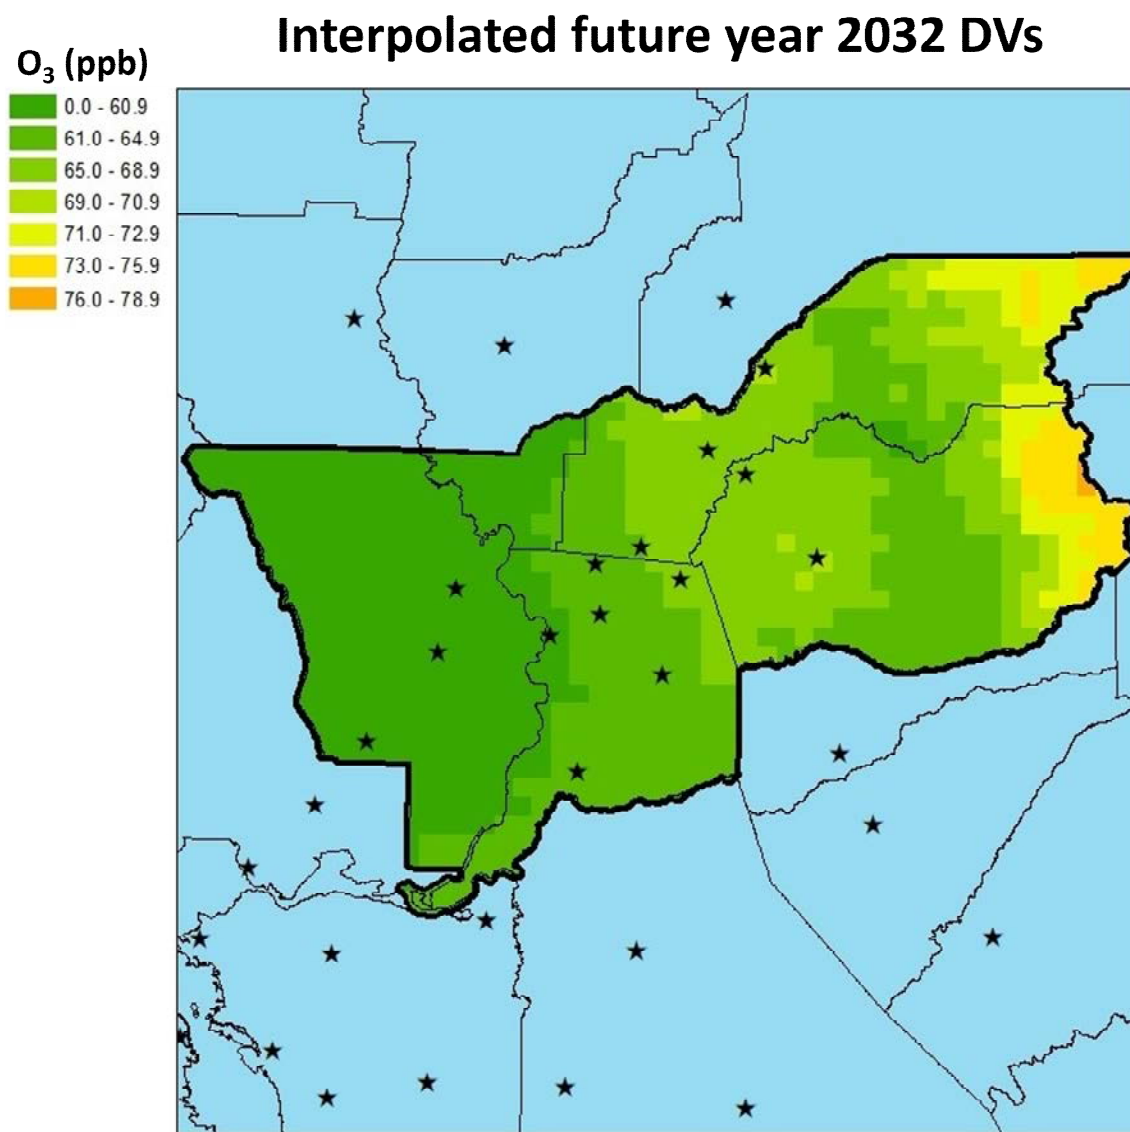 Interpolated future year 2032 DVs
O₃ (ppb)
0.0 - 60.9
61.0 - 64.9
65.0 - 68.9
69.0 - 70.9
71.0 - 72.9
73.0 - 75.9
76.0 - 78.9